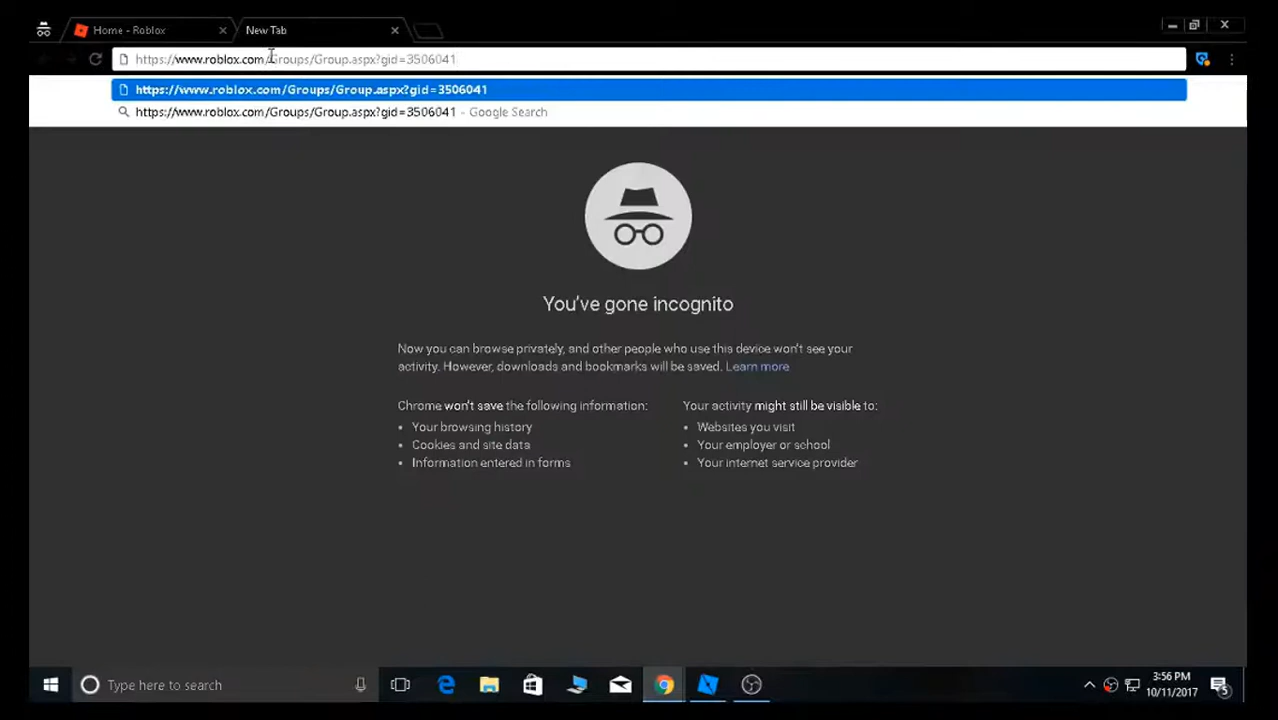 Home - Roblox
New Tab
https://www.roblox.com/Groups/Group.aspx?gid=3506041
https://www.roblox.com/Groups/Group.aspx?gid=3506041
https://www.roblox.com/Groups/Group.aspx?gid=3506041 - Google Search
You've gone incognito
Now you can browse privately, and other people who use this device won't see your
activity. However, downloads and bookmarks will be saved. Learn more
Chrome won't save the following information:
• Your browsing history
• Cookies and site data
• Information entered in forms
Your activity might still be visible to:
• Websites you visit
• Your employer or school
• Your internet service provider
Type here to search
3:56 PM
10/11/2017
5